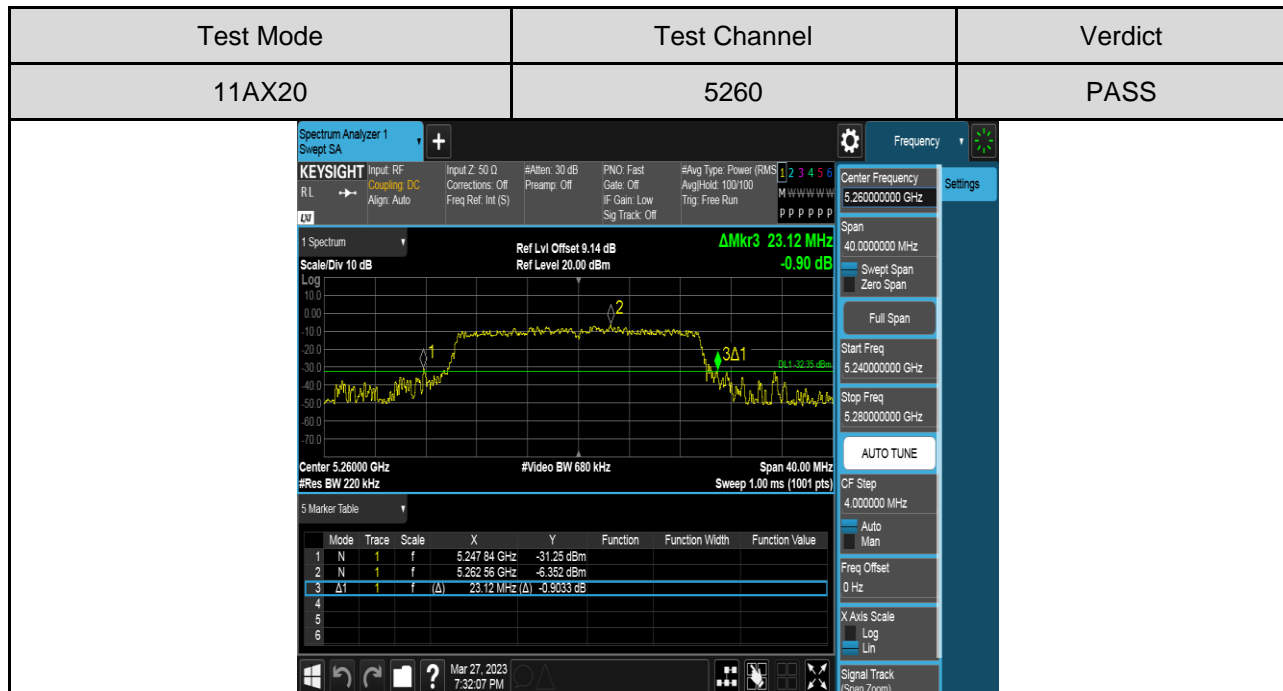 Test Mode Test Channel Verdict
11AX20 5260 PASS
Spectrum Analyzer 1
Swept SA
+
Frequency
KEYSIGHT Input: RF Input Z: 50 Ω #Atten: 30 dB PNO: Fast #Avg Type: Power (RMS 1 2 3 4 5 6
RL Coupling: DC Corrections: Off Preamp: Off Gate: Off Avg|Hold: 100/100 M W W W W W
Align: Auto Freq Ref: Int (S) IF Gain: Low Trig: Free Run
LXI Sig Track: Off P P P P P P
Center Frequency
5.260000000 GHz
Settings
Span
40.0000000 MHz
Swept Span
Zero Span
Full Span
Start Freq
5.240000000 GHz
Stop Freq
5.280000000 GHz
AUTO TUNE
CF Step
4.000000 MHz
Auto
Man
Freq Offset
0 Hz
X Axis Scale
Log
Lin
Signal Track
(Span Zoom)
1 Spectrum
Ref Lvl Offset 9.14 dB ΔMkr3 23.12 MHz
Scale/Div 10 dB Ref Level 20.00 dBm -0.90 dB
Log
10.0
0.00
-10.0
-20.0
-30.0
-40.0
-50.0
-60.0
-70.0
1
2
3Δ1
DL1 -32.35 dBm
Center 5.26000 GHz #Video BW 680 kHz Span 40.00 MHz
#Res BW 220 kHz Sweep 1.00 ms (1001 pts)
5 Marker Table
Mode Trace Scale X Y Function Function Width Function Value
1 N 1 f 5.247 84 GHz -31.25 dBm
2 N 1 f 5.262 56 GHz -6.352 dBm
3 Δ1 1 f (Δ) 23.12 MHz (Δ) -0.9033 dB
4
5
6
? Mar 27, 2023
7:32:07 PM